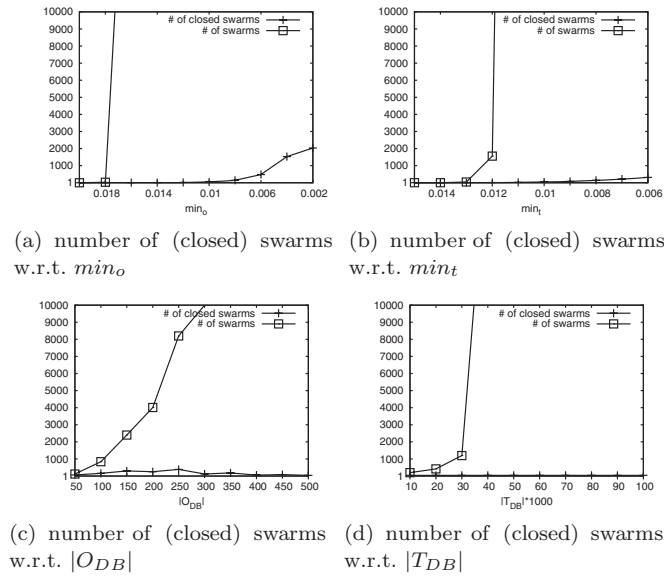 10000
9000
8000
7000
6000
5000
4000
3000
2000
1000
1
# of closed swarms
# of swarms
0.018 0.014 0.01 0.006 0.002
min_o
(a) number of (closed) swarms
w.r.t. min_o
10000
9000
8000
7000
6000
5000
4000
3000
2000
1000
1
# of closed swarms
# of swarms
0.014 0.012 0.01 0.008 0.006
min_t
(b) number of (closed) swarms
w.r.t. min_t
10000
9000
8000
7000
6000
5000
4000
3000
2000
1000
1
# of closed swarms
# of swarms
50 100 150 200 250 300 350 400 450 500
|O_DB|
(c) number of (closed) swarms
w.r.t. |O_DB|
10000
9000
8000
7000
6000
5000
4000
3000
2000
1000
1
# of closed swarms
# of swarms
10 20 30 40 50 60 70 80 90 100
|T_DB|*1000
(d) number of (closed) swarms
w.r.t. |T_DB|